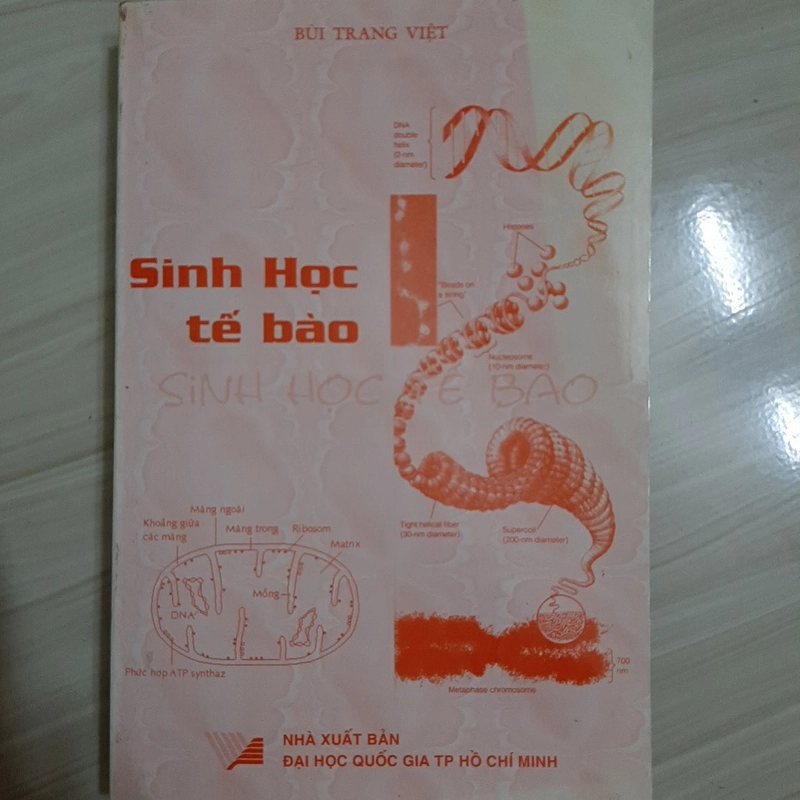 BÙI TRANG VIỆT
DNA
double
helix
(2-nm
diameter)
Histones
"Beads on
a string"
Sinh Học
tế bào
Nucleosome
(10-nm diameter)
SINH HỌC TẾ BÀO
Tight helical fiber
(30-nm diameter)
Supercoil
(200-nm diameter)
Màng ngoài
Khoảng giữa
các màng
Màng trong
Ribosom
Matrix
Mồng
DNA
Phức hợp ATP synthaz
700
nm
Metaphase chromosome
NHÀ XUẤT BẢN
ĐẠI HỌC QUỐC GIA TP HỒ CHÍ MINH